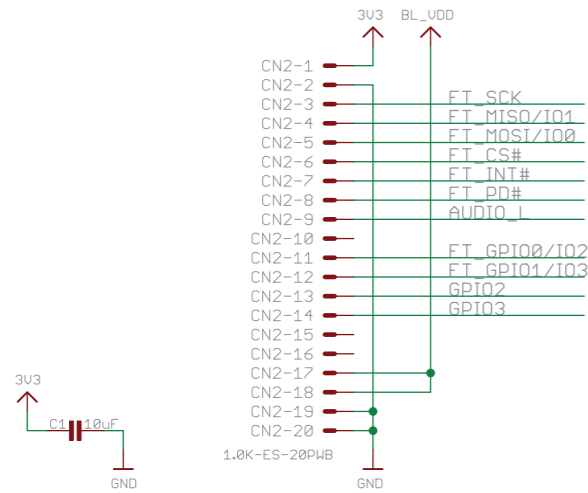 3V3 BL_VDD
CN2-1
CN2-2
CN2-3 FT_SCK
CN2-4 FT_MISO/IO1
CN2-5 FT_MOSI/IO0
CN2-6 FT_CS#
CN2-7 FT_INT#
CN2-8 FT_PD#
CN2-9 AUDIO_L
CN2-10
CN2-11 FT_GPIO0/IO2
CN2-12 FT_GPIO1/IO3
CN2-13 GPIO2
CN2-14 GPIO3
CN2-15
CN2-16
CN2-17
CN2-18
CN2-19
CN2-20
1.0K-ES-20PWB
GND
3V3
C1 10uF
GND